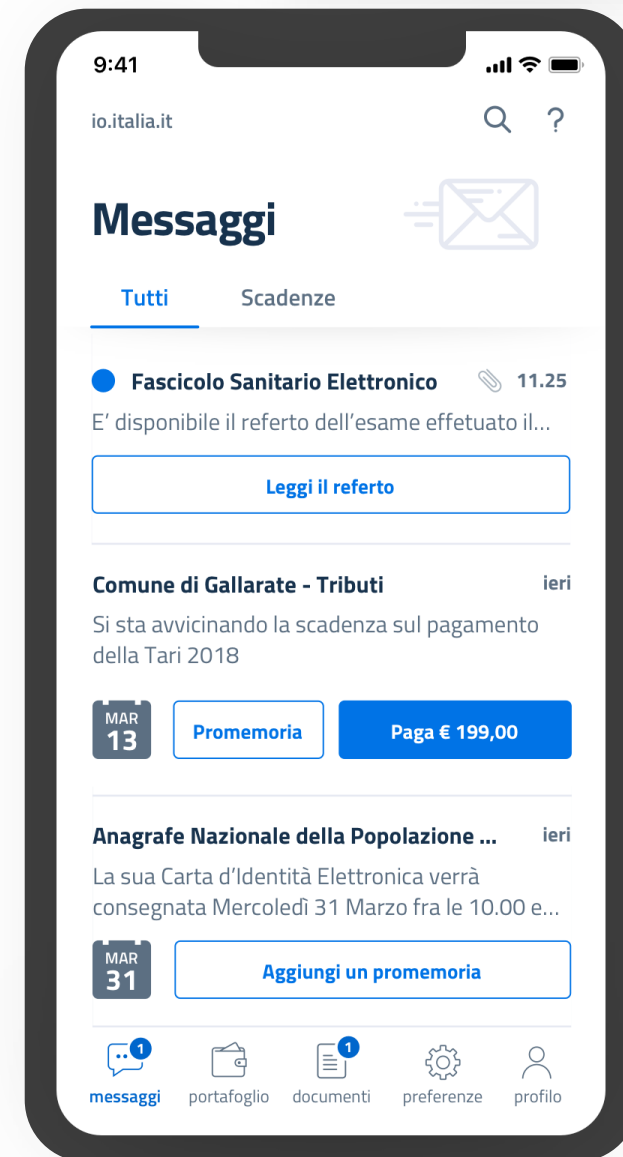 9:41
io.italia.it ?
Messaggi
Tutti Scadenze
Fascicolo Sanitario Elettronico 11.25
E’ disponibile il referto dell’esame effetuato il...
Leggi il referto
Comune di Gallarate - Tributi ieri
Si sta avvicinando la scadenza sul pagamento
della Tari 2018
MAR
13 Promemoria Paga € 199,00
Anagrafe Nazionale della Popolazione ... ieri
La sua Carta d’Identità Elettronica verrà
consegnata Mercoledì 31 Marzo fra le 10.00 e...
MAR
31 Aggiungi un promemoria
1 1
messaggi portafoglio documenti preferenze profilo